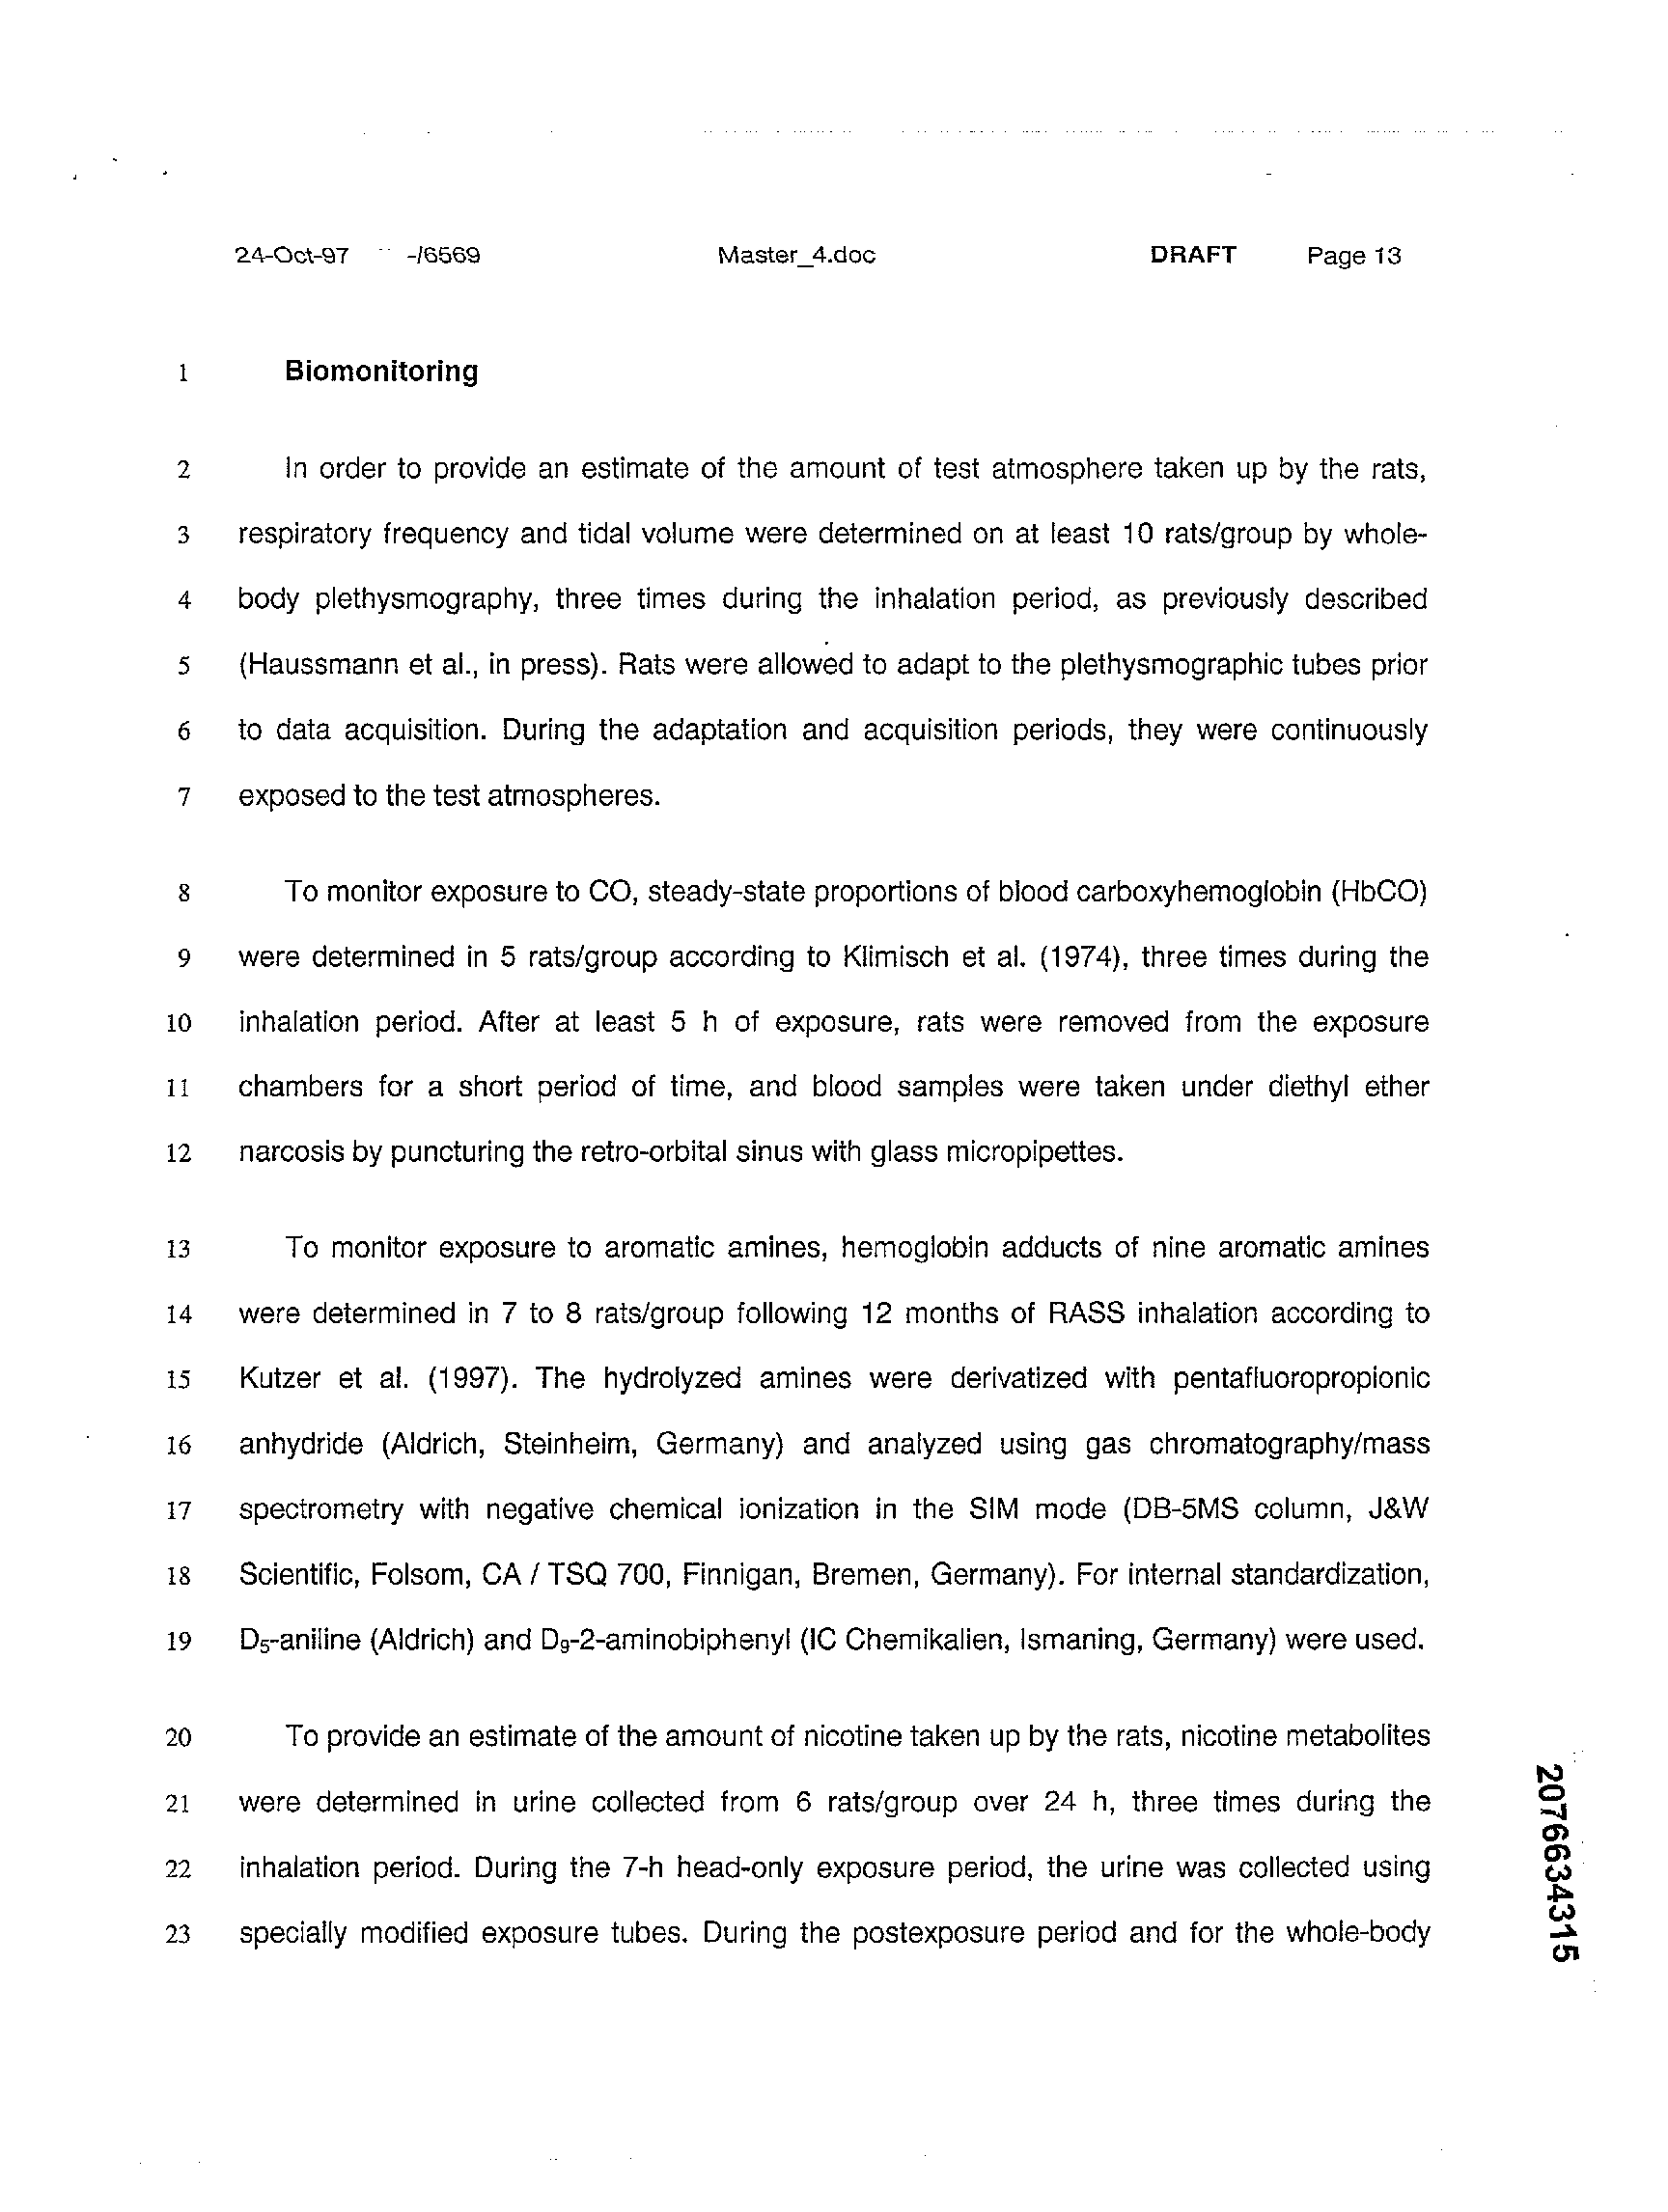 24-Oct-97 -/6569 Master_4.doc DRAFT Page 13
1 Biomonitoring
2 In order to provide an estimate of the amount of test atmosphere taken up by the rats,
3 respiratory frequency and tidal volume were determined on at least 10 rats/group by whole-
4 body plethysmography, three times during the inhalation period, as previously described
5 (Haussmann et al., in press). Rats were allowed to adapt to the plethysmographic tubes prior
6 to data acquisition. During the adaptation and acquisition periods, they were continuously
7 exposed to the test atmospheres.
8 To monitor exposure to CO, steady-state proportions of blood carboxyhemoglobin (HbCO)
9 were determined in 5 rats/group according to Klimisch et al. (1974), three times during the
10 inhalation period. After at least 5 h of exposure, rats were removed from the exposure
11 chambers for a short period of time, and blood samples were taken under diethyl ether
12 narcosis by puncturing the retro-orbital sinus with glass micropipettes.
13 To monitor exposure to aromatic amines, hemoglobin adducts of nine aromatic amines
14 were determined in 7 to 8 rats/group following 12 months of RASS inhalation according to
15 Kutzer et al. (1997). The hydrolyzed amines were derivatized with pentafluoropropionic
16 anhydride (Aldrich, Steinheim, Germany) and analyzed using gas chromatography/mass
17 spectrometry with negative chemical ionization in the SIM mode (DB-5MS column, J&W
18 Scientific, Folsom, CA / TSQ 700, Finnigan, Bremen, Germany). For internal standardization,
19 D5-aniline (Aldrich) and D9-2-aminobiphenyl (IC Chemikalien, Ismaning, Germany) were used.
20 To provide an estimate of the amount of nicotine taken up by the rats, nicotine metabolites
21 were determined in urine collected from 6 rats/group over 24 h, three times during the
22 inhalation period. During the 7-h head-only exposure period, the urine was collected using
23 specially modified exposure tubes. During the postexposure period and for the whole-body
2076634315